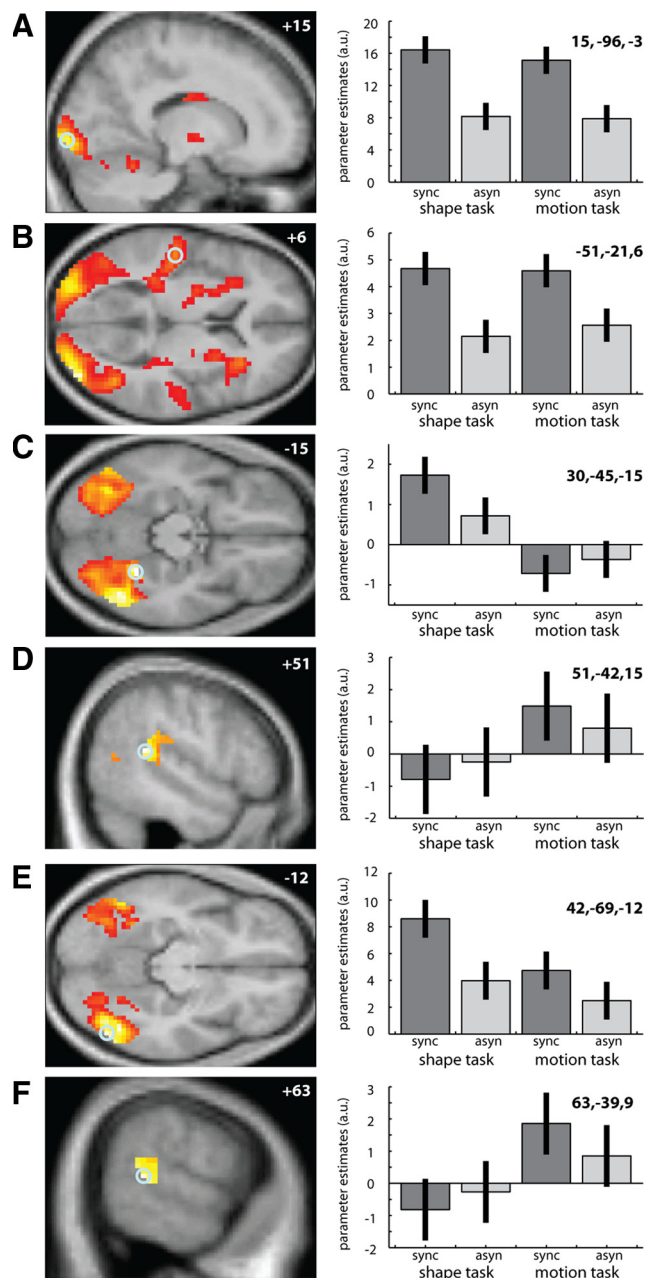 A
+15
parameter estimates (a.u.)
20
16
12
8
4
0
15,-96,-3
sync asyn sync asyn
shape task motion task
B
+6
parameter estimates (a.u.)
6
5
4
3
2
1
0
-51,-21,6
sync asyn sync asyn
shape task motion task
C
-15
parameter estimates (a.u.)
2
1
0
-1
30,-45,-15
sync asyn sync asyn
shape task motion task
D
+51
parameter estimates (a.u.)
3
2
1
0
-1
-2
51,-42,15
sync asyn sync asyn
shape task motion task
E
-12
parameter estimates (a.u.)
12
10
8
6
4
2
0
42,-69,-12
sync asyn sync asyn
shape task motion task
F
+63
parameter estimates (a.u.)
3
2
1
0
-1
-2
63,-39,9
sync asyn sync asyn
shape task motion task